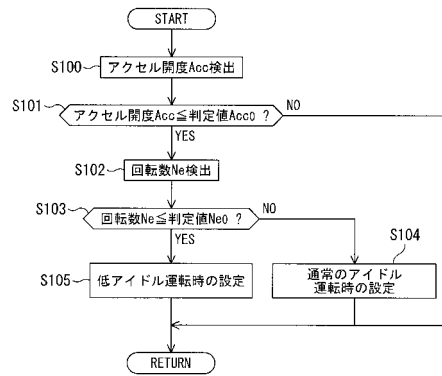 START
S100
アクセル開度Acc検出
S101
アクセル開度Acc≦判定値Acc0 ?
NO
YES
S102
回転数Ne検出
S103
回転数Ne≦判定値Ne0 ?
NO
YES
S104
S105
低アイドル運転時の設定
通常のアイドル
運転時の設定
RETURN